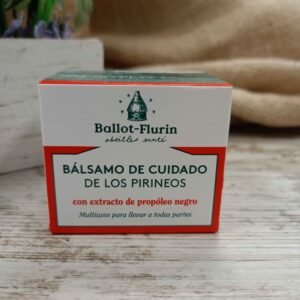 Ballot-Flurin
abeilles santé
BÁLSAMO DE CUIDADO
DE LOS PIRINEOS
con extracto de propóleo negro
Multiusos para llevar a todas partes